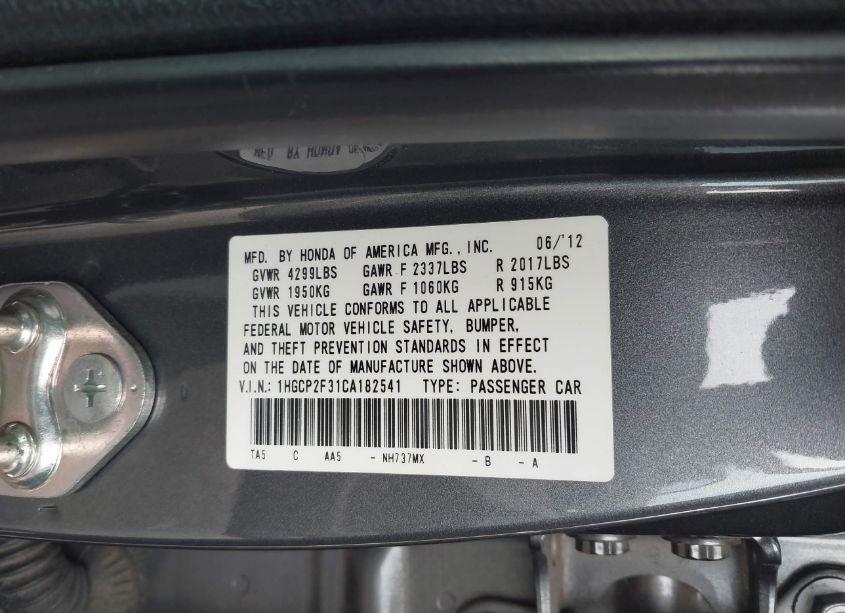 MFD. BY HONDA OF AMERICA MFG., INC. 06/'12
GVWR 4299LBS GAWR F 2337LBS R 2017LBS
GVWR 1950KG GAWR F 1060KG R 915KG
THIS VEHICLE CONFORMS TO ALL APPLICABLE
FEDERAL MOTOR VEHICLE SAFETY, BUMPER,
AND THEFT PREVENTION STANDARDS IN EFFECT
ON THE DATE OF MANUFACTURE SHOWN ABOVE.
V.I.N.: 1HGCP2F31CA182541 TYPE: PASSENGER CAR
TA5 C AA5 - NH737MX - B - A